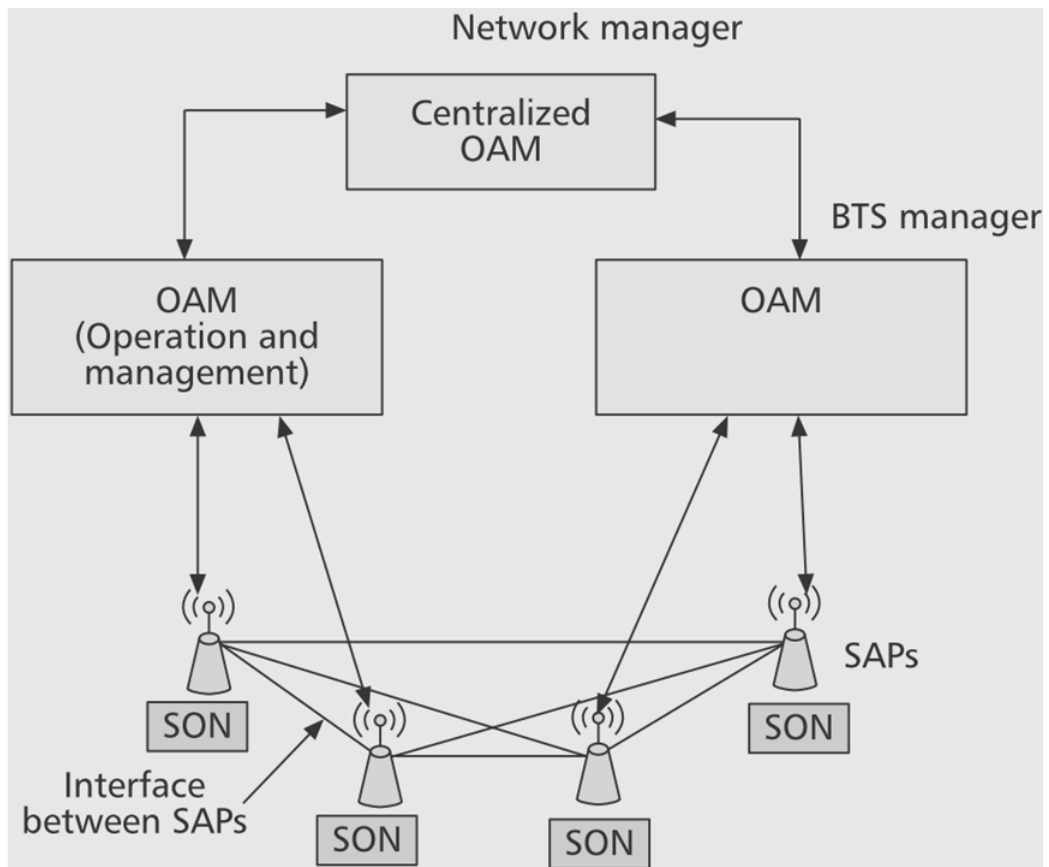 Network manager
Centralized
OAM
BTS manager
OAM
(Operation and
management)
OAM
SAPs
SON
SON
Interface
between SAPs
SON
SON